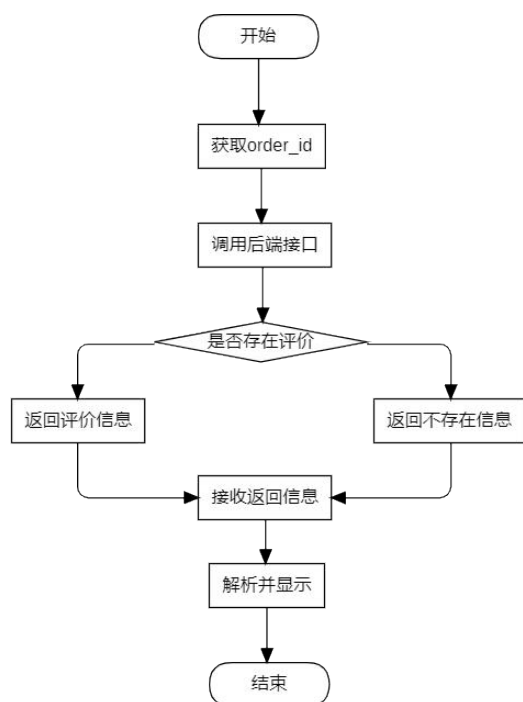 开始
获取order_id
调用后端接口
是否存在评价
返回评价信息
返回不存在信息
接收返回信息
解析并显示
结束